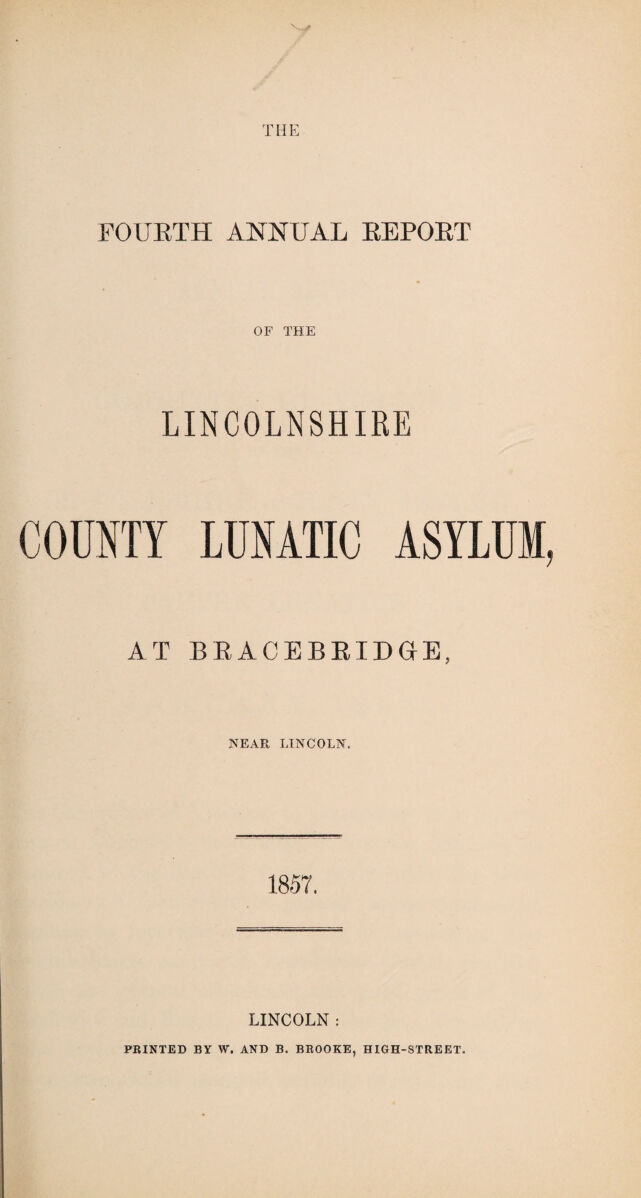 THE
FOURTH ANNUAL REPORT
OF THE
LINCOLNSHIRE
COUNTY LUNATIC ASYLUM,
AT BRACEBRIDGE,
NEAR LINCOLN.
1857.
LINCOLN :
PRINTED BY W. AND B. BROOKE, HIGH-STREET.